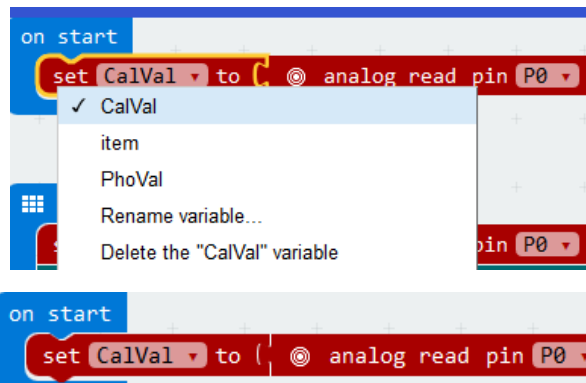 on start
set CalVal to ( analog read pin P0
✓ CalVal
item
PhoVal
Rename variable...
Delete the "CalVal" variable
pin P0
on start
set CalVal to ( analog read pin P0